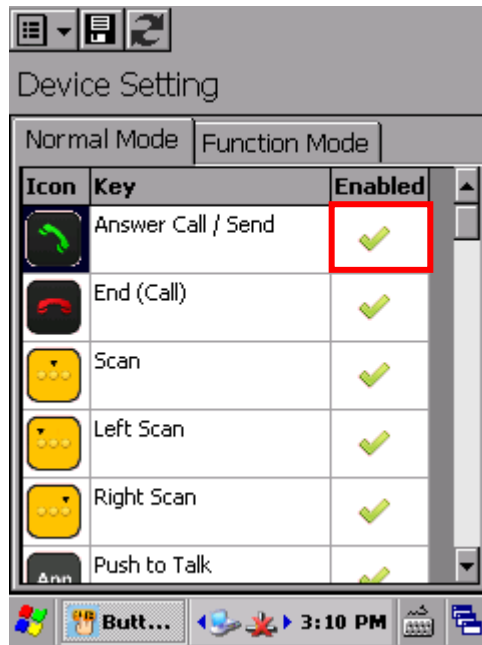 Device Setting
Normal Mode Function Mode
Icon Key Enabled
Answer Call / Send
End (Call)
Scan
Left Scan
Right Scan
App Push to Talk
Butt... 3:10 PM